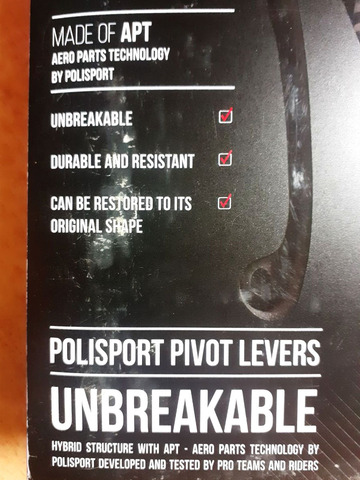 MADE OF APT
AERO PARTS TECHNOLOGY
BY POLISPORT
UNBREAKABLE
DURABLE AND RESISTANT
CAN BE RESTORED TO ITS
ORIGINAL SHAPE
POLISPORT PIVOT LEVERS
UNBREAKABLE
HYBRID STRUCTURE WITH APT - AERO PARTS TECHNOLOGY BY
POLISPORT DEVELOPED AND TESTED BY PRO TEAMS AND RIDERS